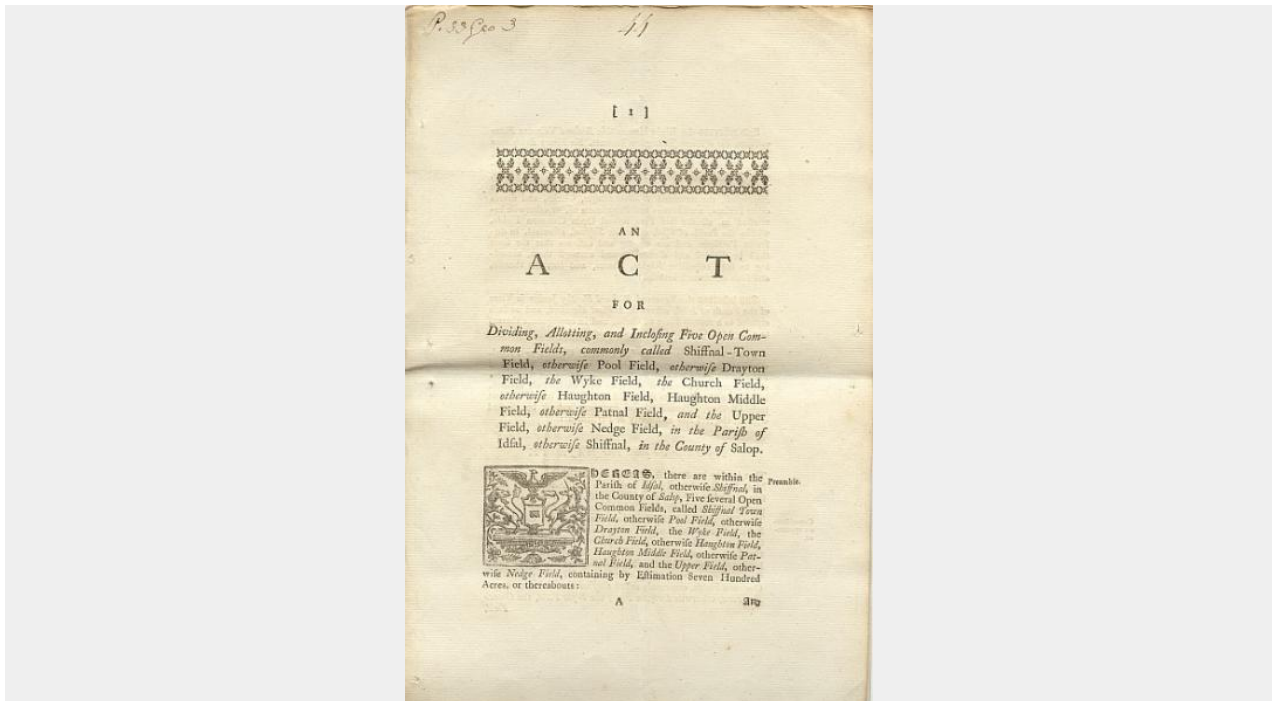 P. 33 Geo 3
44
[ 1 ]
AN
A C T
FOR
Dividing, Allotting, and Inclosing Five Open Com-
mon Fields, commonly called Shiffnal-Town
Field, otherwiſe Pool Field, otherwiſe Drayton
Field, the Wyke Field, the Church Field,
otherwiſe Haughton Field, Haughton Middle
Field, otherwiſe Patnal Field, and the Upper
Field, otherwiſe Nedge Field, in the Pariſh of
Idſal, otherwiſe Shiffnal, in the County of Salop.
HEREAS, there are within the
Preamble.
Pariſh of Idſal, otherwiſe Shiffnal, in
the County of Salop, Five ſeveral Open
Common Fields, called Shiffnal Town
Field, otherwiſe Pool Field, otherwiſe
Drayton Field, the Wyke Field, the
Church Field, otherwiſe Haughton Field,
Haughton Middle Field, otherwiſe Pat-
nal Field, and the Upper Field, other-
wiſe Nedge Field, containing by Eſtimation Seven Hundred
Acres, or thereabouts:
A
And